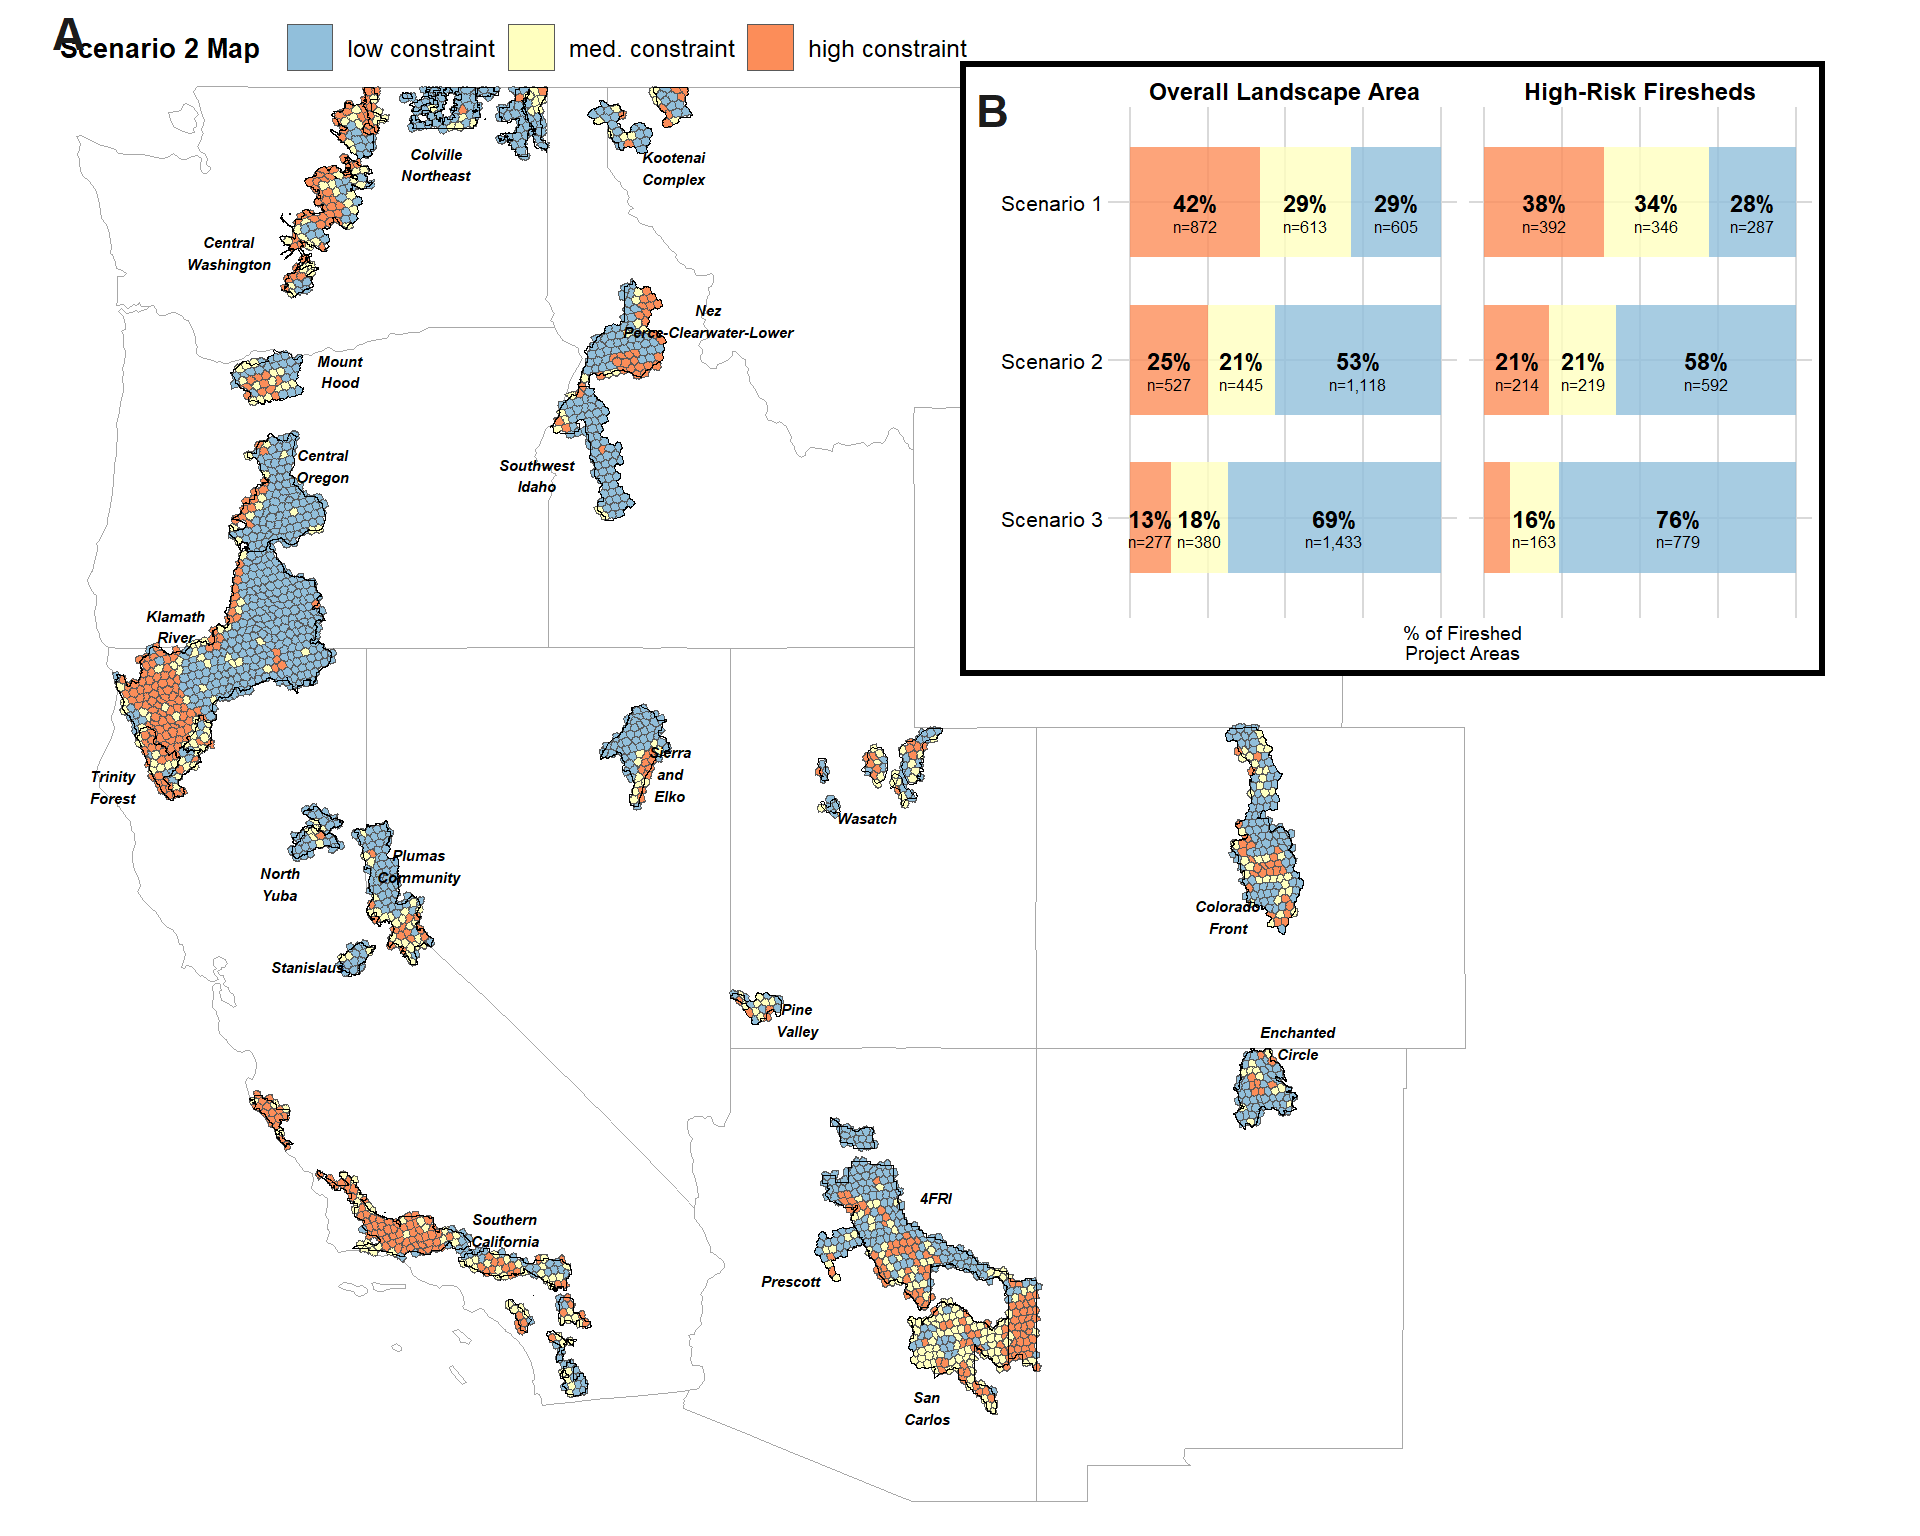 A
Scenario 2 Map
low constraint
med. constraint
high constraint
Colville
Northeast
Kootenai
Complex
Central
Washington
Nez
Perce-Clearwater-Lower
Mount
Hood
Central
Oregon
Southwest
Idaho
Klamath
River
Trinity
Forest
Sierra
and
Elko
Wasatch
North
Yuba
Plumas
Community
Stanislaus
Colorado
Front
Pine
Valley
Enchanted
Circle
4FRI
Southern
California
Prescott
San
Carlos
B
Overall Landscape Area
High-Risk Firesheds
Scenario 1
42%
29%
29%
38%
34%
28%
n=872
n=613
n=605
n=392
n=346
n=287
Scenario 2
25%
21%
53%
21%
21%
58%
n=527
n=445
n=1,118
n=214
n=219
n=592
Scenario 3
13%
18%
69%
16%
76%
n=277
n=380
n=1,433
n=163
n=779
% of Fireshed
Project Areas